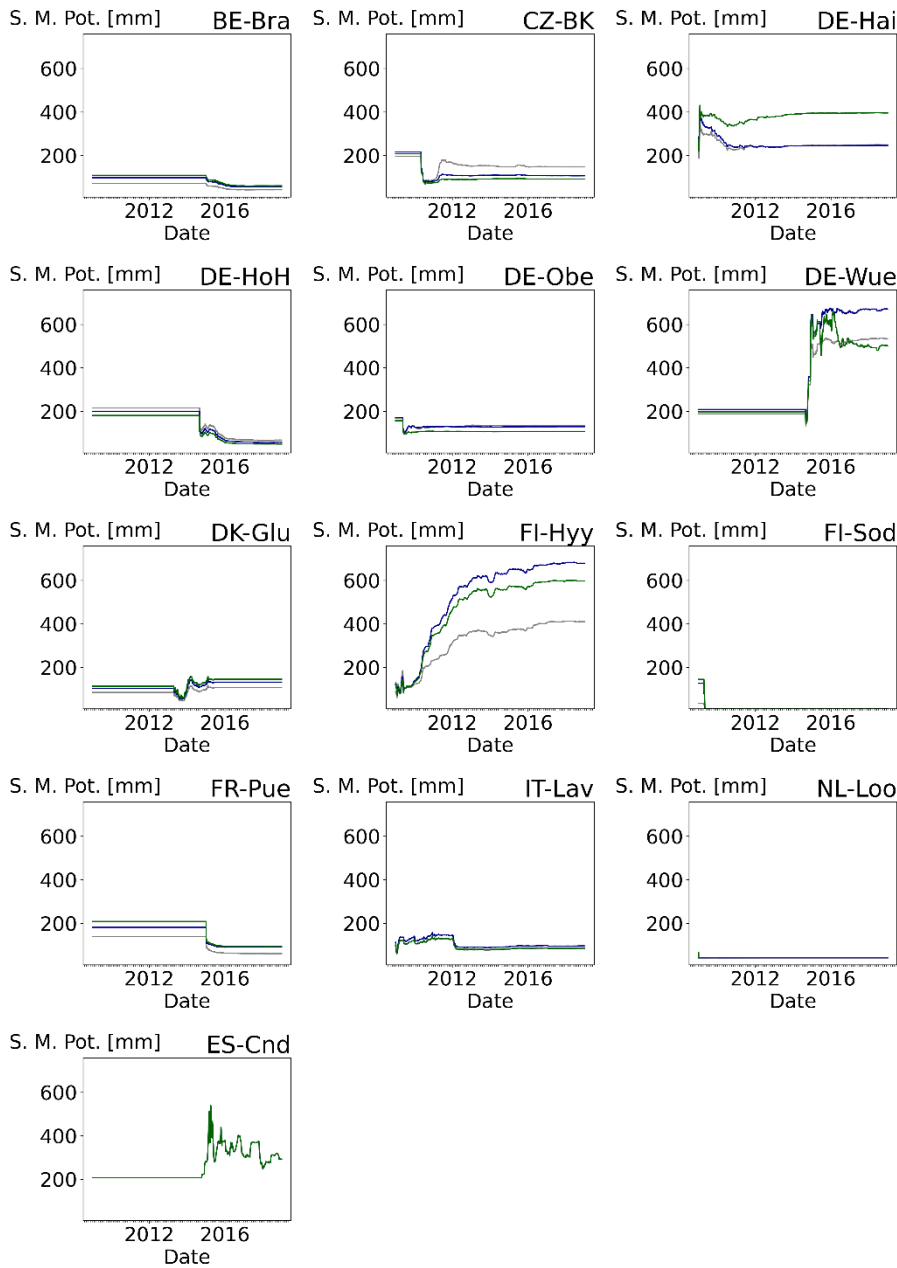 S. M. Pot. [mm] BE-Bra
600
400
200
2012 2016
Date
S. M. Pot. [mm] CZ-BK
600
400
200
2012 2016
Date
S. M. Pot. [mm] DE-Hai
600
400
200
2012 2016
Date
S. M. Pot. [mm] DE-HoH
600
400
200
2012 2016
Date
S. M. Pot. [mm] DE-Obe
600
400
200
2012 2016
Date
S. M. Pot. [mm] DE-Wue
600
400
200
2012 2016
Date
S. M. Pot. [mm] DK-Glu
600
400
200
2012 2016
Date
S. M. Pot. [mm] FI-Hyy
600
400
200
2012 2016
Date
S. M. Pot. [mm] FI-Sod
600
400
200
2012 2016
Date
S. M. Pot. [mm] FR-Pue
600
400
200
2012 2016
Date
S. M. Pot. [mm] IT-Lav
600
400
200
2012 2016
Date
S. M. Pot. [mm] NL-Loo
600
400
200
2012 2016
Date
S. M. Pot. [mm] ES-Cnd
600
400
200
2012 2016
Date